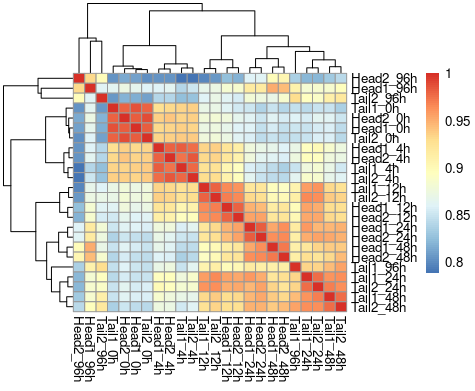 Head2_96h
Head1_96h
Tail2_96h
Tail1_0h
Head2_0h
Head1_0h
Tail2_0h
Head1_4h
Head2_4h
Tail1_4h
Tail2_4h
Tail1_12h
Tail2_12h
Head1_12h
Head2_12h
Head1_24h
Head2_24h
Head1_48h
Head2_48h
Tail1_96h
Tail1_24h
Tail2_24h
Tail1_48h
Tail2_48h
1
0.95
0.9
0.85
0.8
Head2_96h
Head1_96h
Tail2_96h
Tail1_0h
Head2_0h
Head1_0h
Tail2_0h
Head1_4h
Head2_4h
Tail1_4h
Tail2_4h
Tail1_12h
Tail2_12h
Head1_12h
Head2_12h
Head1_24h
Head2_24h
Head1_48h
Head2_48h
Tail1_96h
Tail1_24h
Tail2_24h
Tail1_48h
Tail2_48h